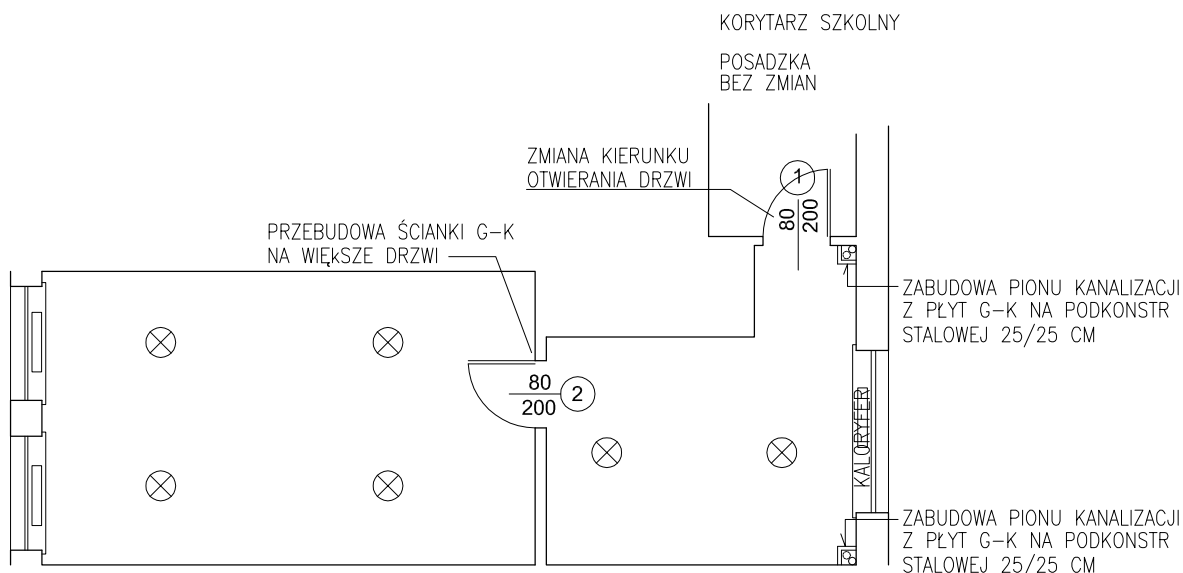 KORYTARZ SZKOLNY
POSADZKA
BEZ ZMIAN
ZMIANA KIERUNKU
OTWIERANIA DRZWI
1
80
200
PRZEBUDOWA ŚCIANKI G-K
NA WIĘkSZE DRZWI
ZABUDOWA PIONU KANALIZACJI
Z PŁYT G-K NA PODKONSTR
STALOWEJ 25/25 CM
80
200
2
KALORYFER
ZABUDOWA PIONU KANALIZACJI
Z PŁYT G-K NA PODKONSTR
STALOWEJ 25/25 CM